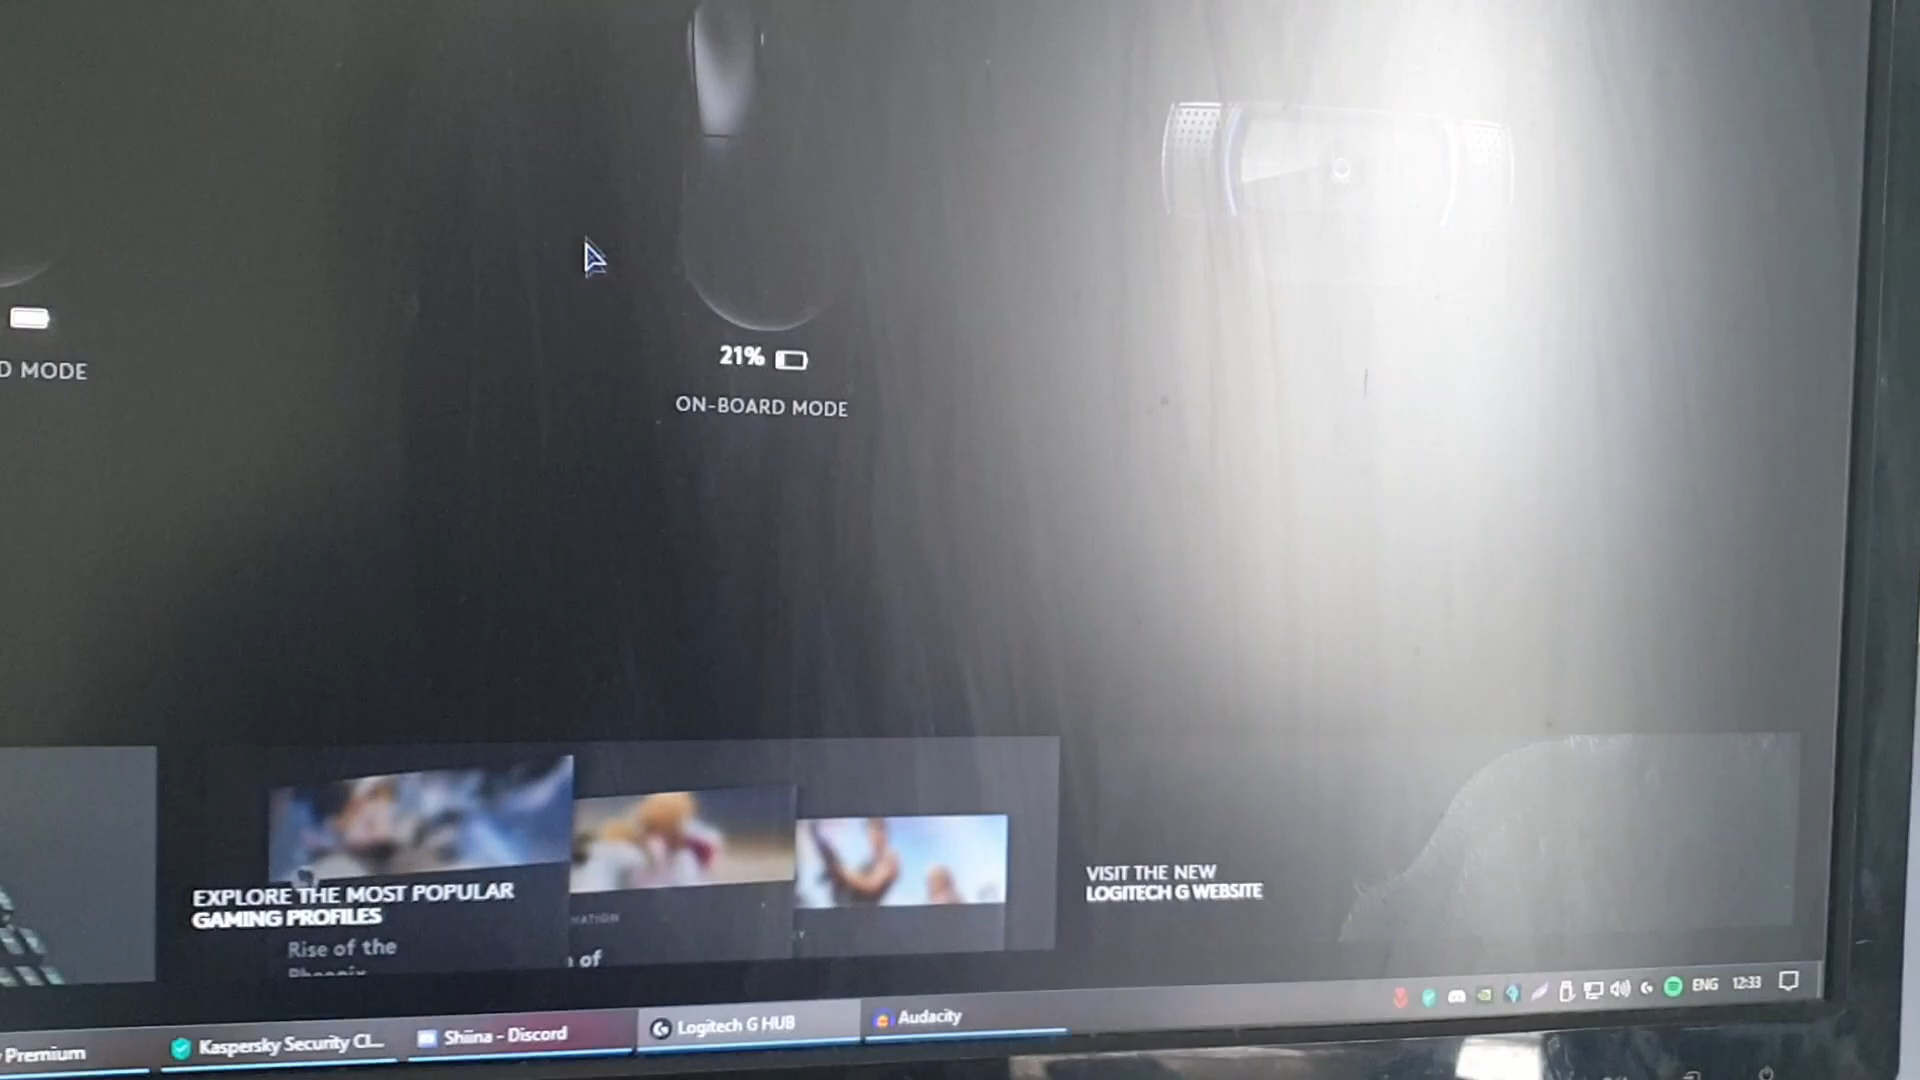 D MODE
21%
ON-BOARD MODE
EXPLORE THE MOST POPULAR
GAMING PROFILES
Rise of the
Phoenix
of
VISIT THE NEW
LOGITECH G WEBSITE
Premium
Kaspersky Security Cl...
Shiina - Discord
Logitech G HUB
Audacity
ENG
12:33